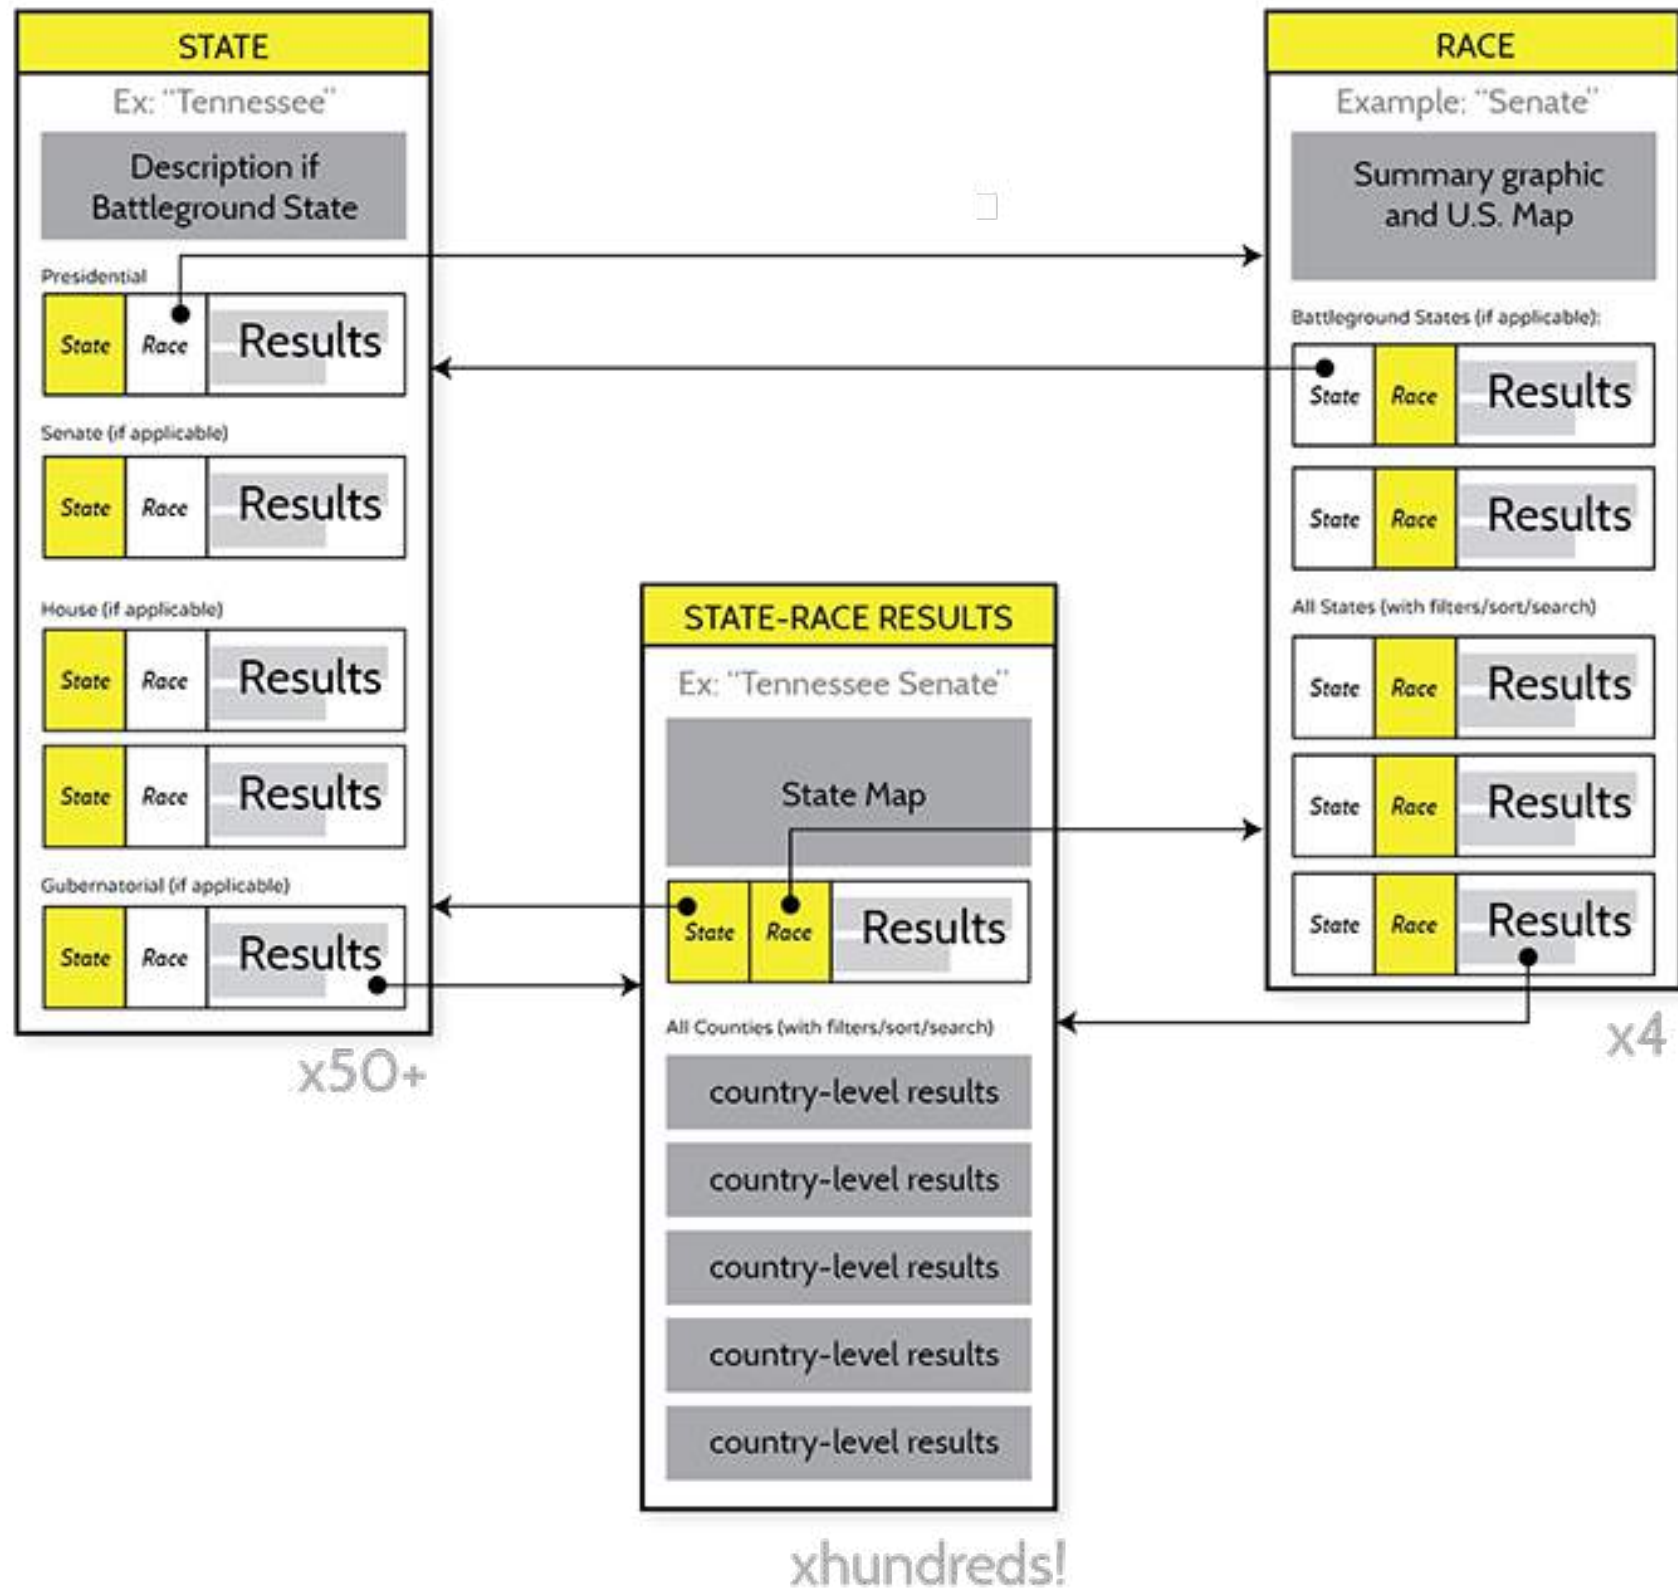 STATE
Ex: “Tennessee”
Description if
Battleground State
Presidential
State Race Results
Senate (if applicable)
State Race Results
House (if applicable)
State Race Results
State Race Results
Gubernatorial (if applicable)
State Race Results
x50+
STATE-RACE RESULTS
Ex: “Tennessee Senate”
State Map
State Race Results
All Counties (with filters/sort/search)
country-level results
country-level results
country-level results
country-level results
country-level results
xhundreds!
RACE
Example: “Senate”
Summary graphic
and U.S. Map
Battleground States (if applicable):
State Race Results
State Race Results
All States (with filters/sort/search)
State Race Results
State Race Results
State Race Results
x4